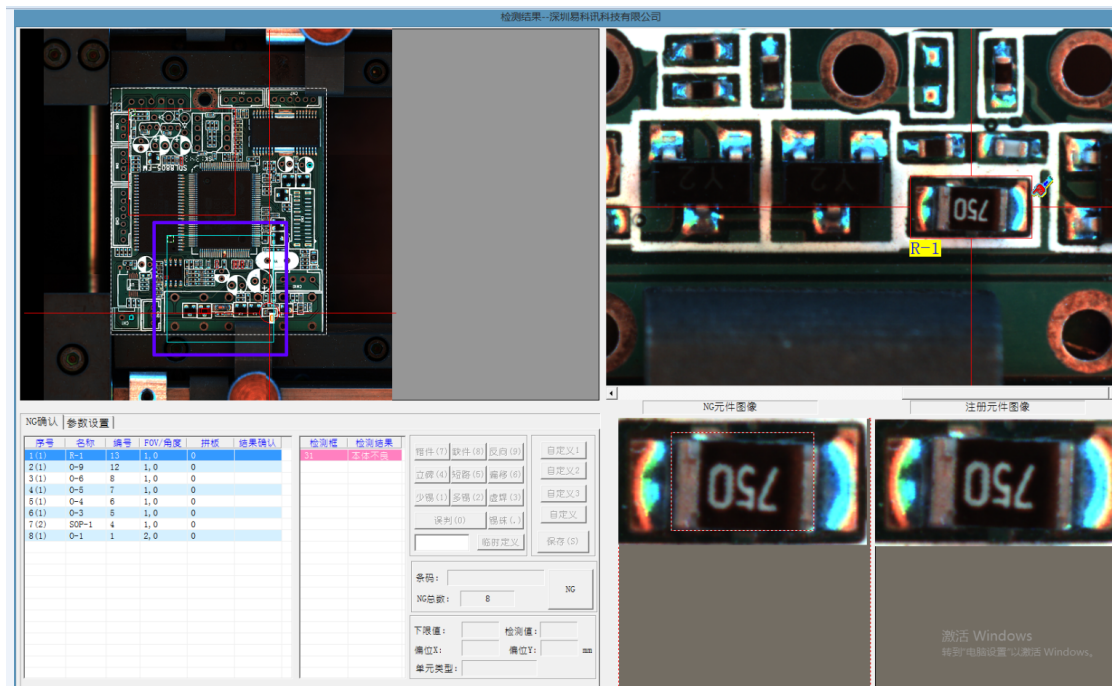 检测结果--深圳易科讯科技有限公司
SDL8802-EM
Y2
750
R-1
NG确认 参数设置
NG元件图像 注册元件图像
序号 名称 编号 FOV/角度 拼板 结果确认
1(1) R-1 13 1,0 0
2(1) 0-9 12 1,0 0
3(1) 0-6 8 1,0 0
4(1) 0-5 7 1,0 0
5(1) 0-4 6 1,0 0
6(1) 0-3 5 1,0 0
7(2) SOP-1 4 1,0 0
8(1) 0-1 1 2,0 0
检测框 检测结果
31 本体不良
错件(7) 缺件(8) 反向(9) 自定义1
立碑(4) 短路(5) 偏移(6) 自定义2
少锡(1) 多锡(2) 虚焊(3) 自定义3
误判(0) 锡珠(.) 自定义
临时定义 保存(S)
条码:
NG总数: 8 NG
下限值: 检测值:
偏位X: 偏位Y: mm
单元类型:
750 750
激活 Windows
转到"电脑设置"以激活 Windows。